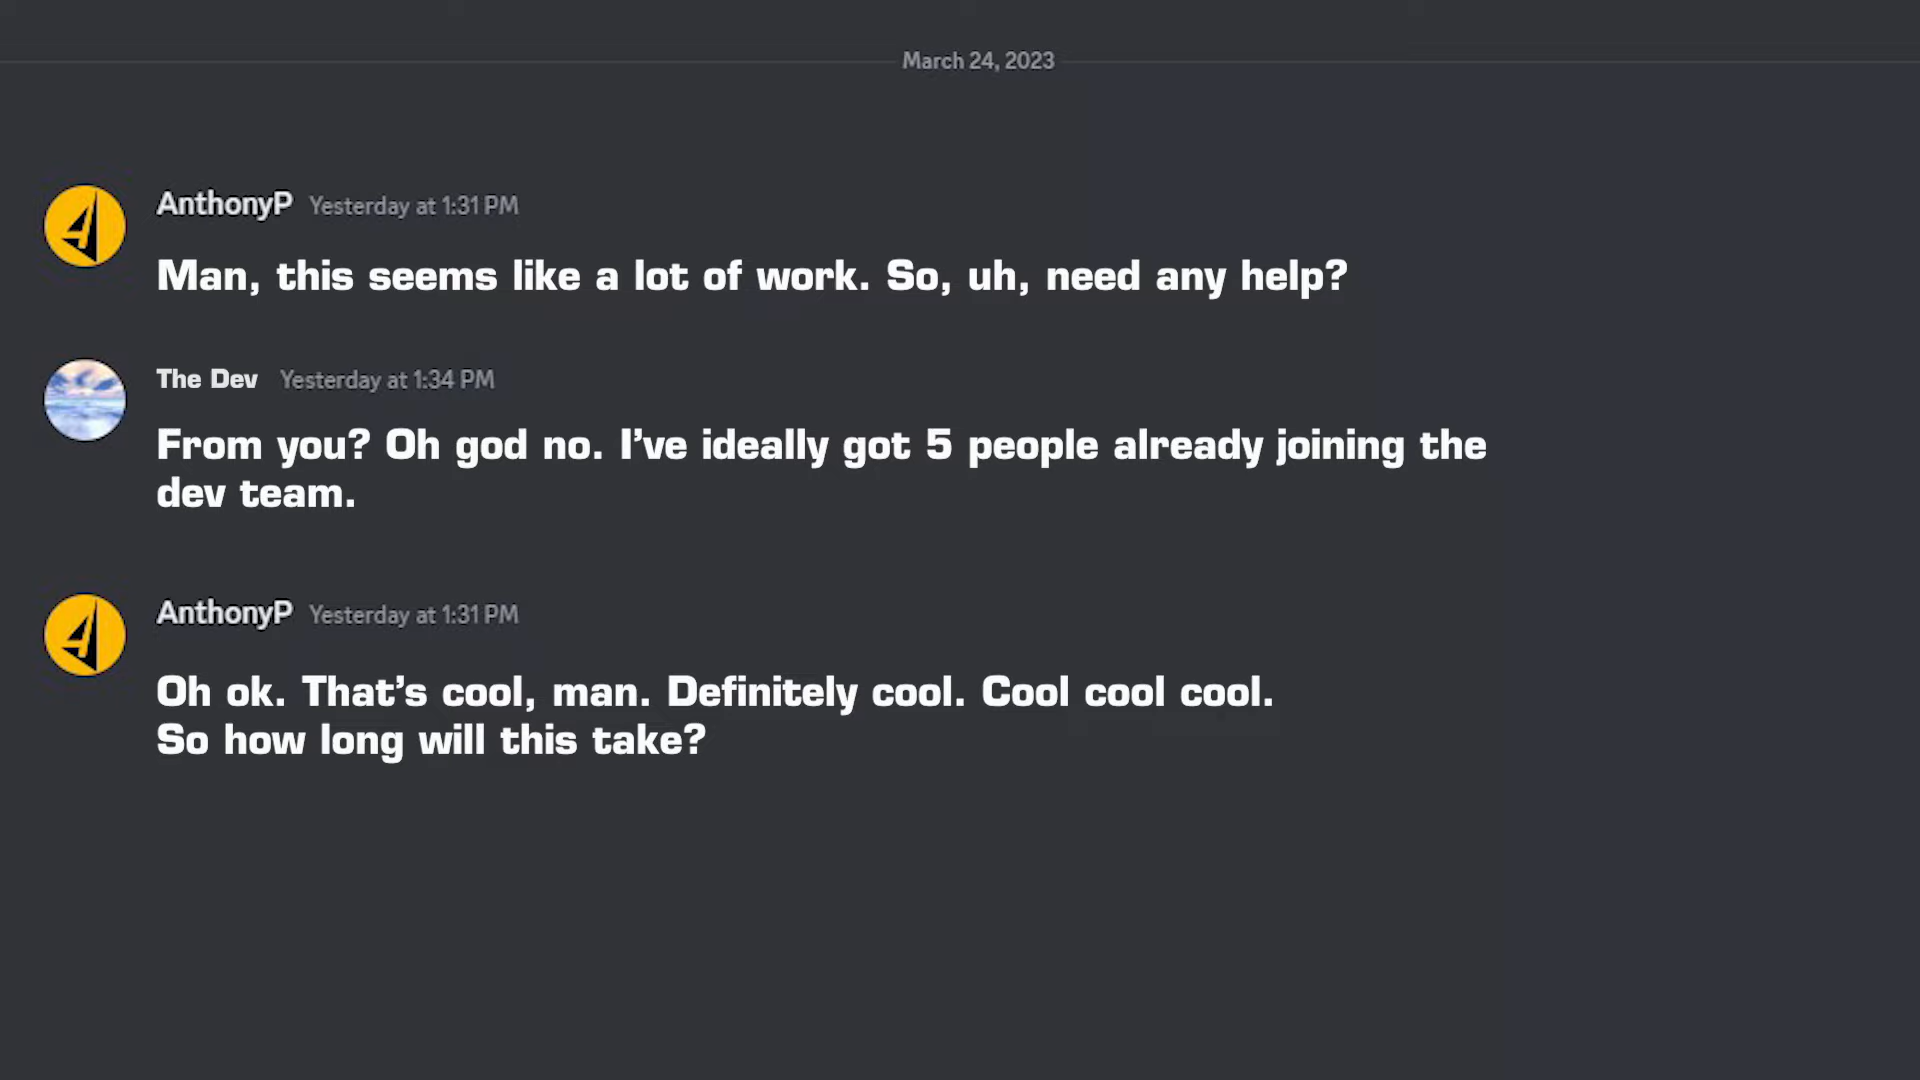 March 24, 2023
AnthonyP Yesterday at 1:31 PM
Man, this seems like a lot of work. So, uh, need any help?
The Dev Yesterday at 1:34 PM
From you? Oh god no. I’ve ideally got 5 people already joining the
dev team.
AnthonyP Yesterday at 1:31 PM
Oh ok. That’s cool, man. Definitely cool. Cool cool cool.
So how long will this take?